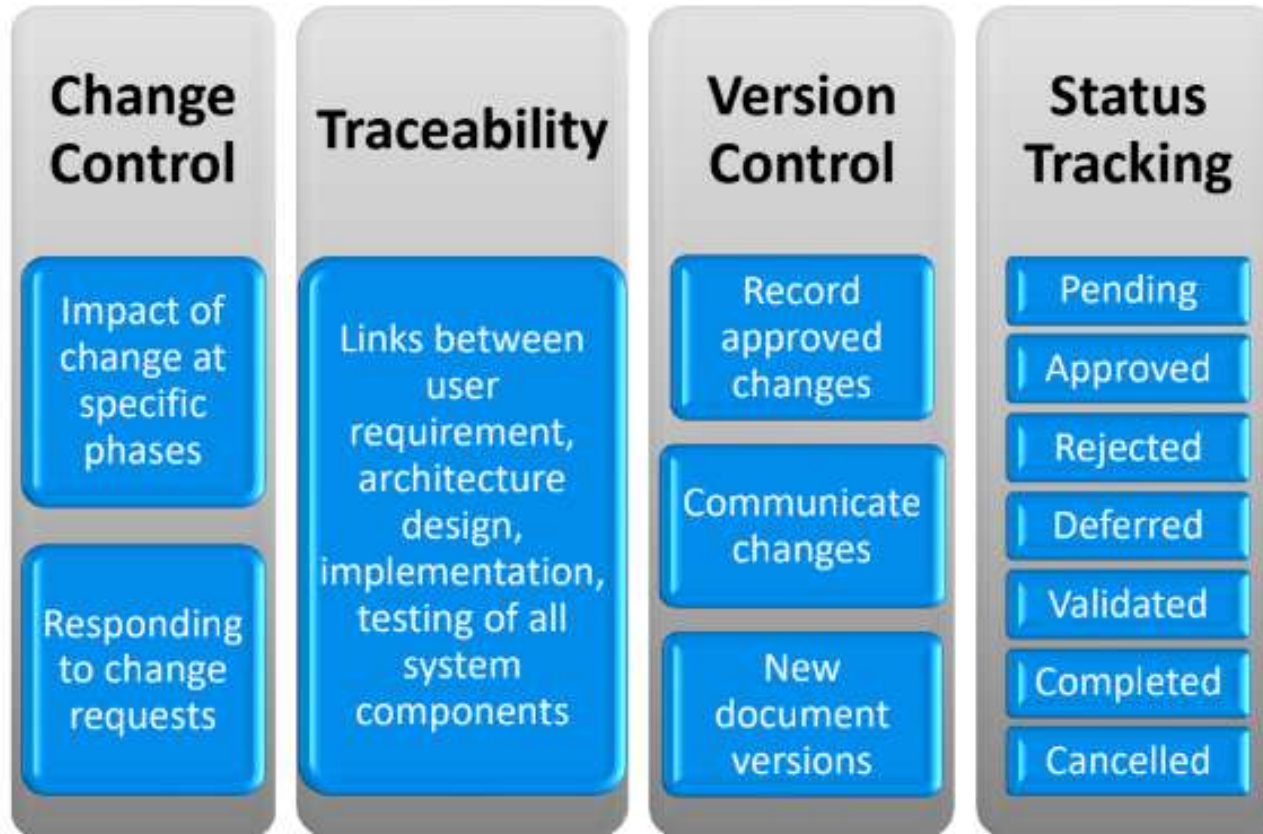 Change
Control
Impact of
change at
specific
phases
Responding
to change
requests
Traceability
Links between
user
requirement,
architecture
design,
implementation,
testing of all
system
components
Version
Control
Record
approved
changes
Communicate
changes
New
document
versions
Status
Tracking
Pending
Approved
Rejected
Deferred
Validated
Completed
Cancelled